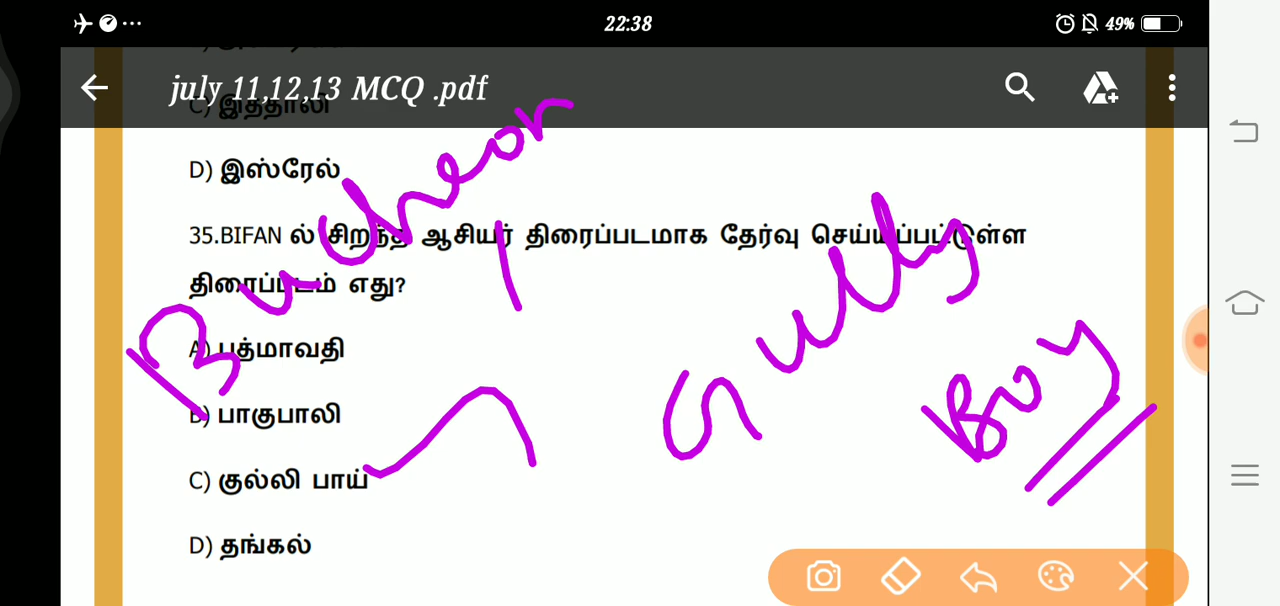 22:38
49%
july 11,12,13 MCQ .pdf
C) இத்தாலி
D) இஸ்ரேல்
35.BIFAN ல் சிறந்த ஆசியர் திரைப்படமாக தேர்வு செய்யப்பட்டுள்ள
திரைப்படம் எது?
A) பத்மாவதி
B) பாகுபாலி
C) குல்லி பாய்
D) தங்கல்
Bucheon
Gully
Boy